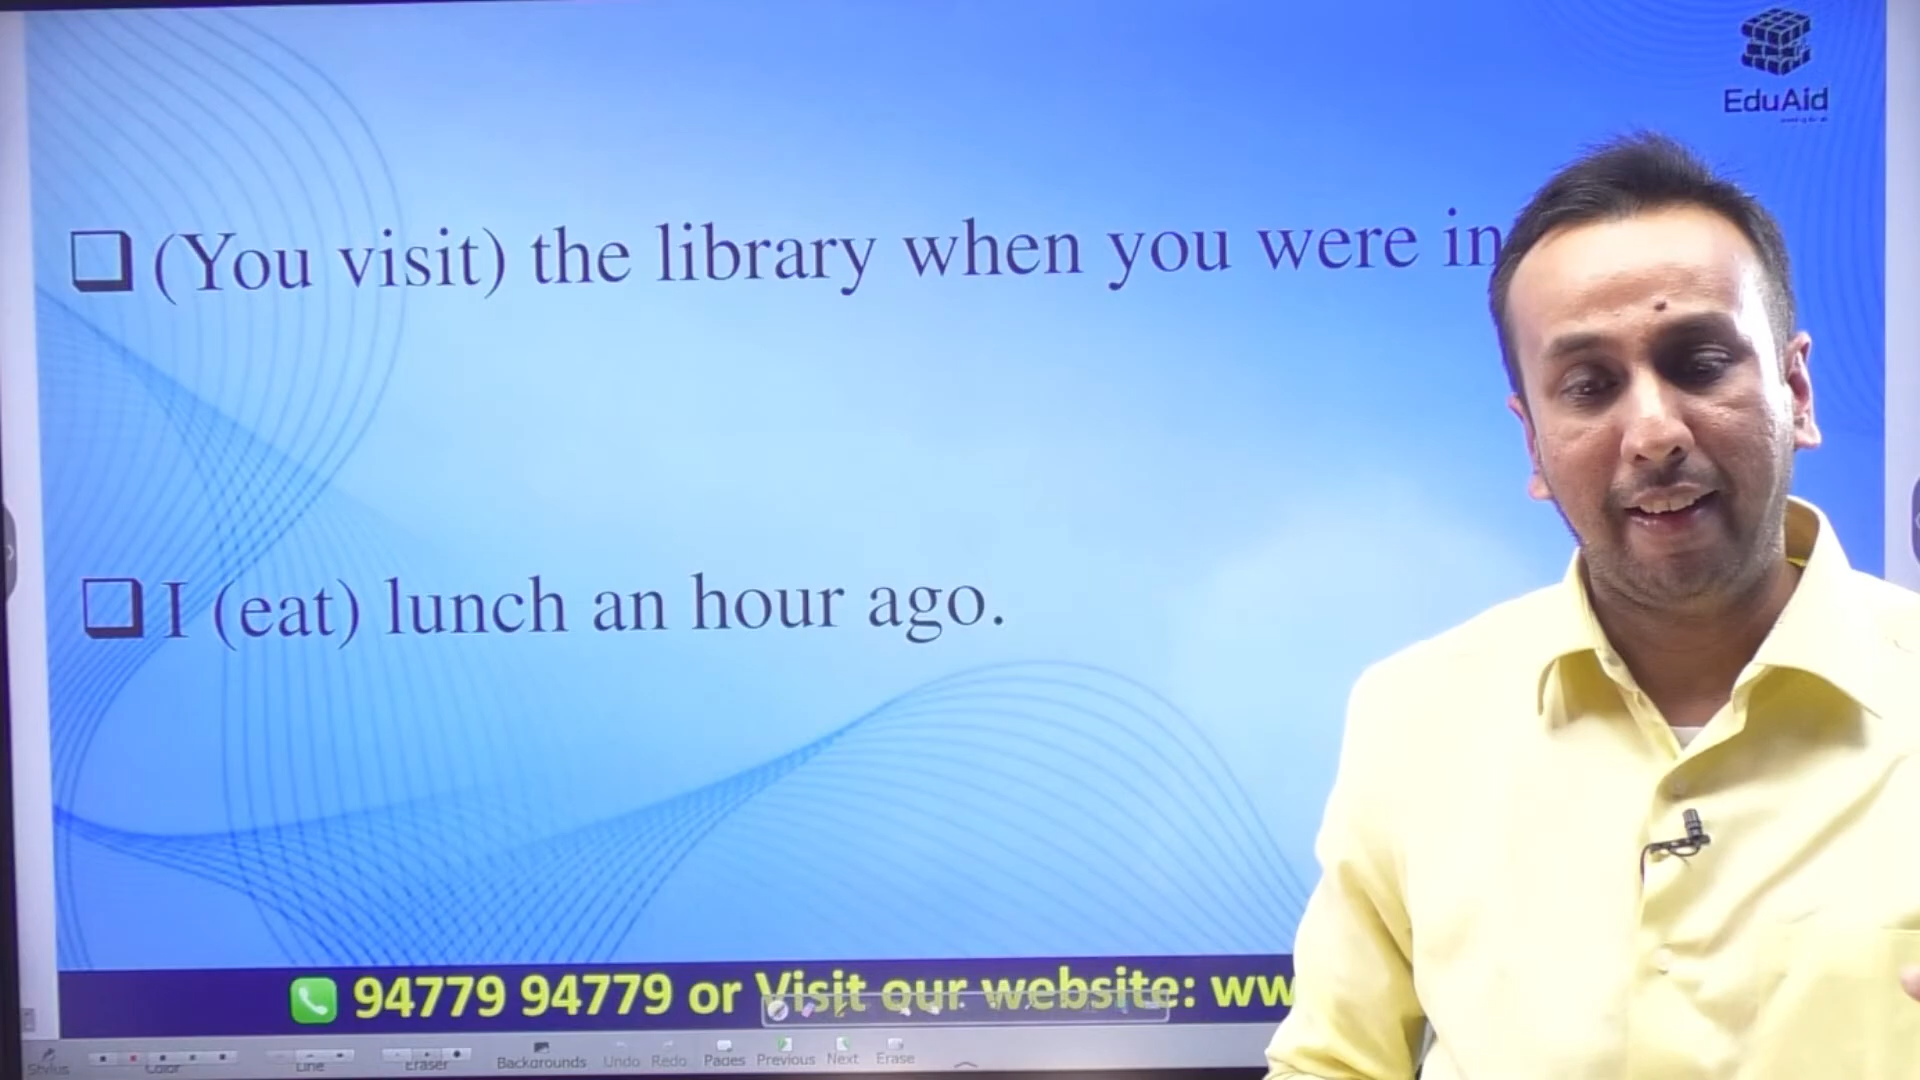 EduAid
❑ (You visit) the library when you were in
❑ I (eat) lunch an hour ago.
94779 94779 or Visit our website: ww
Stylus Color Line Eraser Backgrounds Undo Redo Pages Previous Next Erase